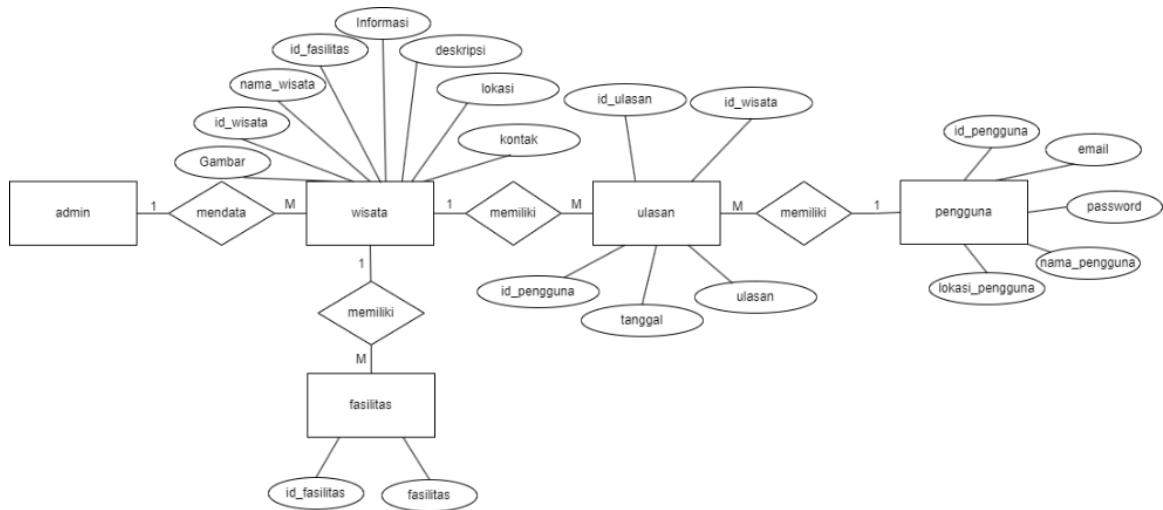 Informasi
id_fasilitas
deskripsi
nama_wisata
lokasi
id_wisata
kontak
Gambar
id_ulasan
id_wisata
id_pengguna
email
password
nama_pengguna
lokasi_pengguna
admin
1
mendata
M
wisata
1
memiliki
M
ulasan
M
memiliki
1
pengguna
id_pengguna
tanggal
ulasan
1
memiliki
M
fasilitas
id_fasilitas
fasilitas